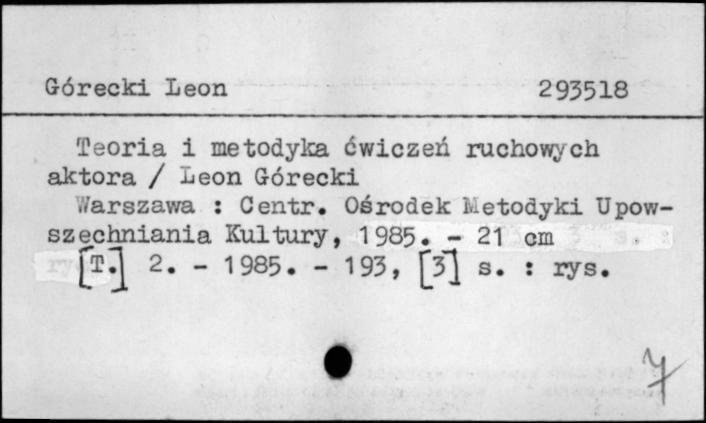 Górecki Leon 293518
Teoria i metodyka ćwiczeń ruchowych
aktora / Leon Górecki
Warszawa : Centr. Ośrodek Metodyki Upow-
szechniania Kultury, 1985. - 21 cm
[T.] 2. - 1985. - 193, [3] s. : rys.